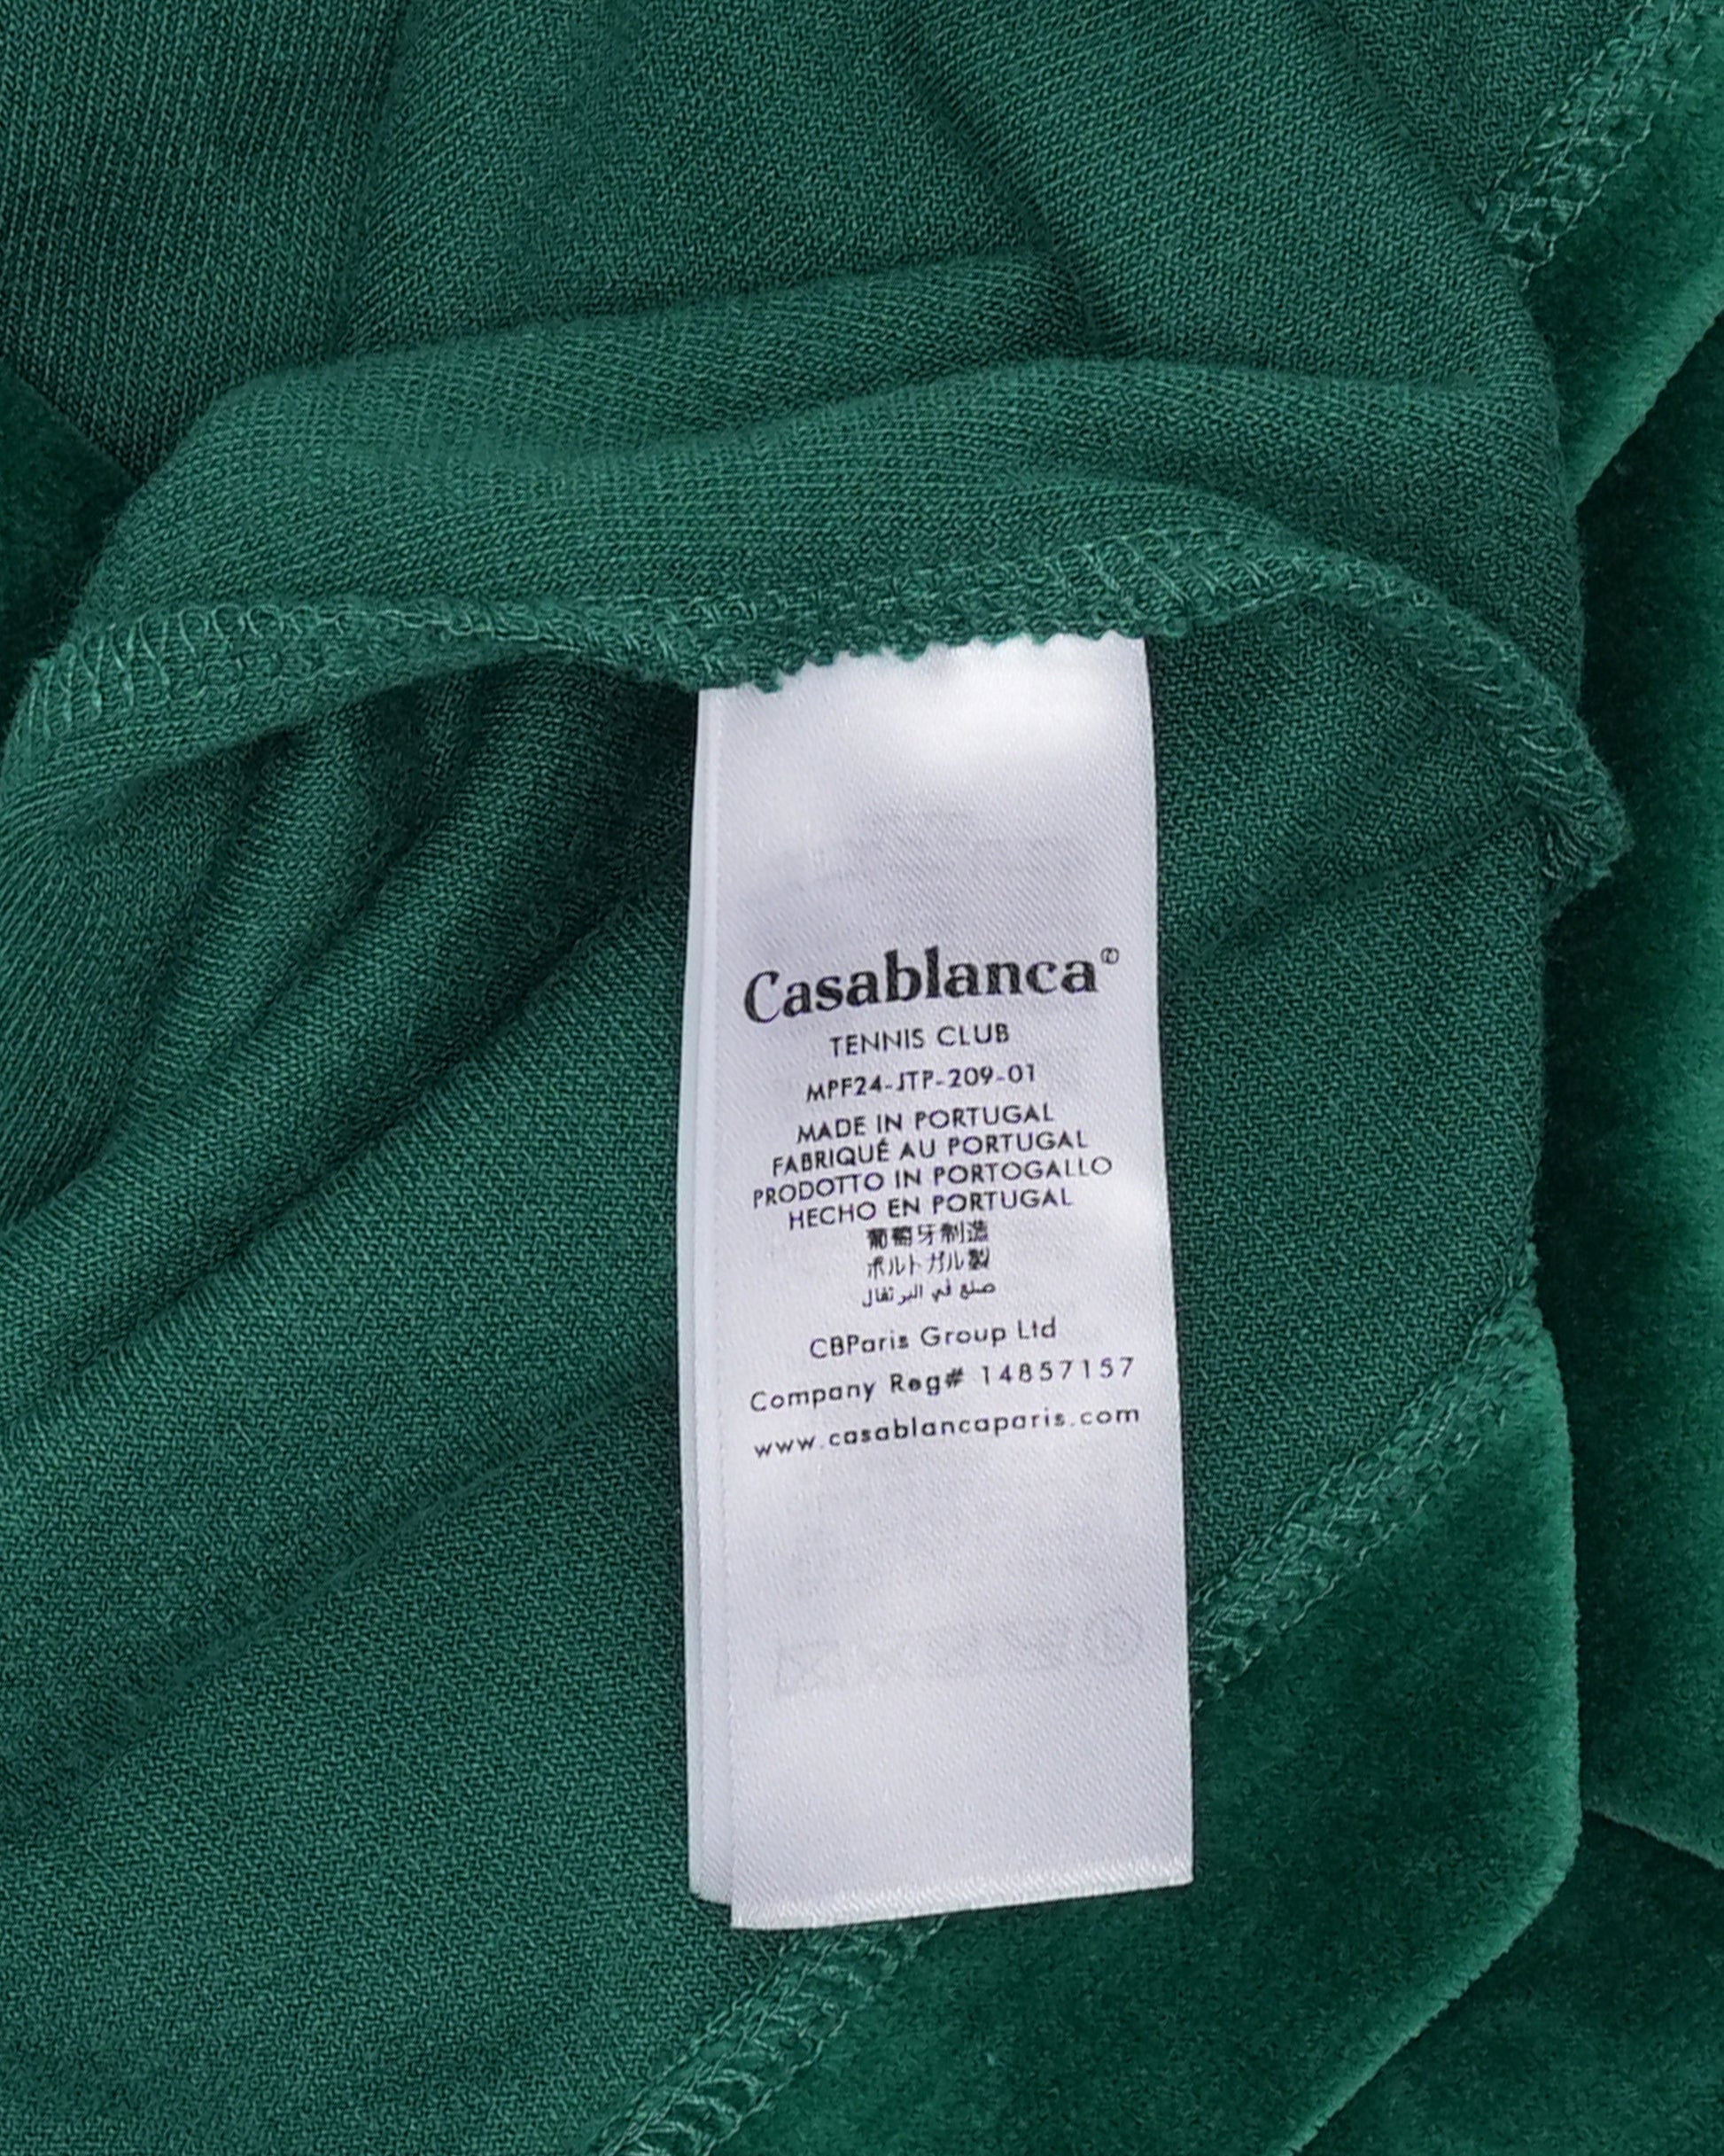 Casablanca
TENNIS CLUB
MPF24-JTP-209-01
MADE IN PORTUGAL
FABRIQUÉ AU PORTUGAL
PRODOTTO IN PORTOGALLO
HECHO EN PORTUGAL
葡萄牙制造
ポルトガル製
صنع في البرتغال
CBParis Group Ltd
Company Reg# 14857157
www.casablancaparis.com